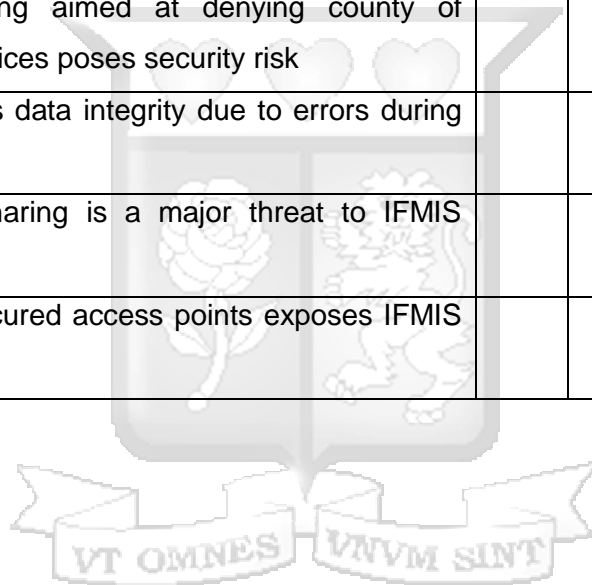 ng aimed at denying county of
ices poses security risk
s data integrity due to errors during
haring is a major threat to IFMIS
cured access points exposes IFMIS
VT OMNES VNVM SINT